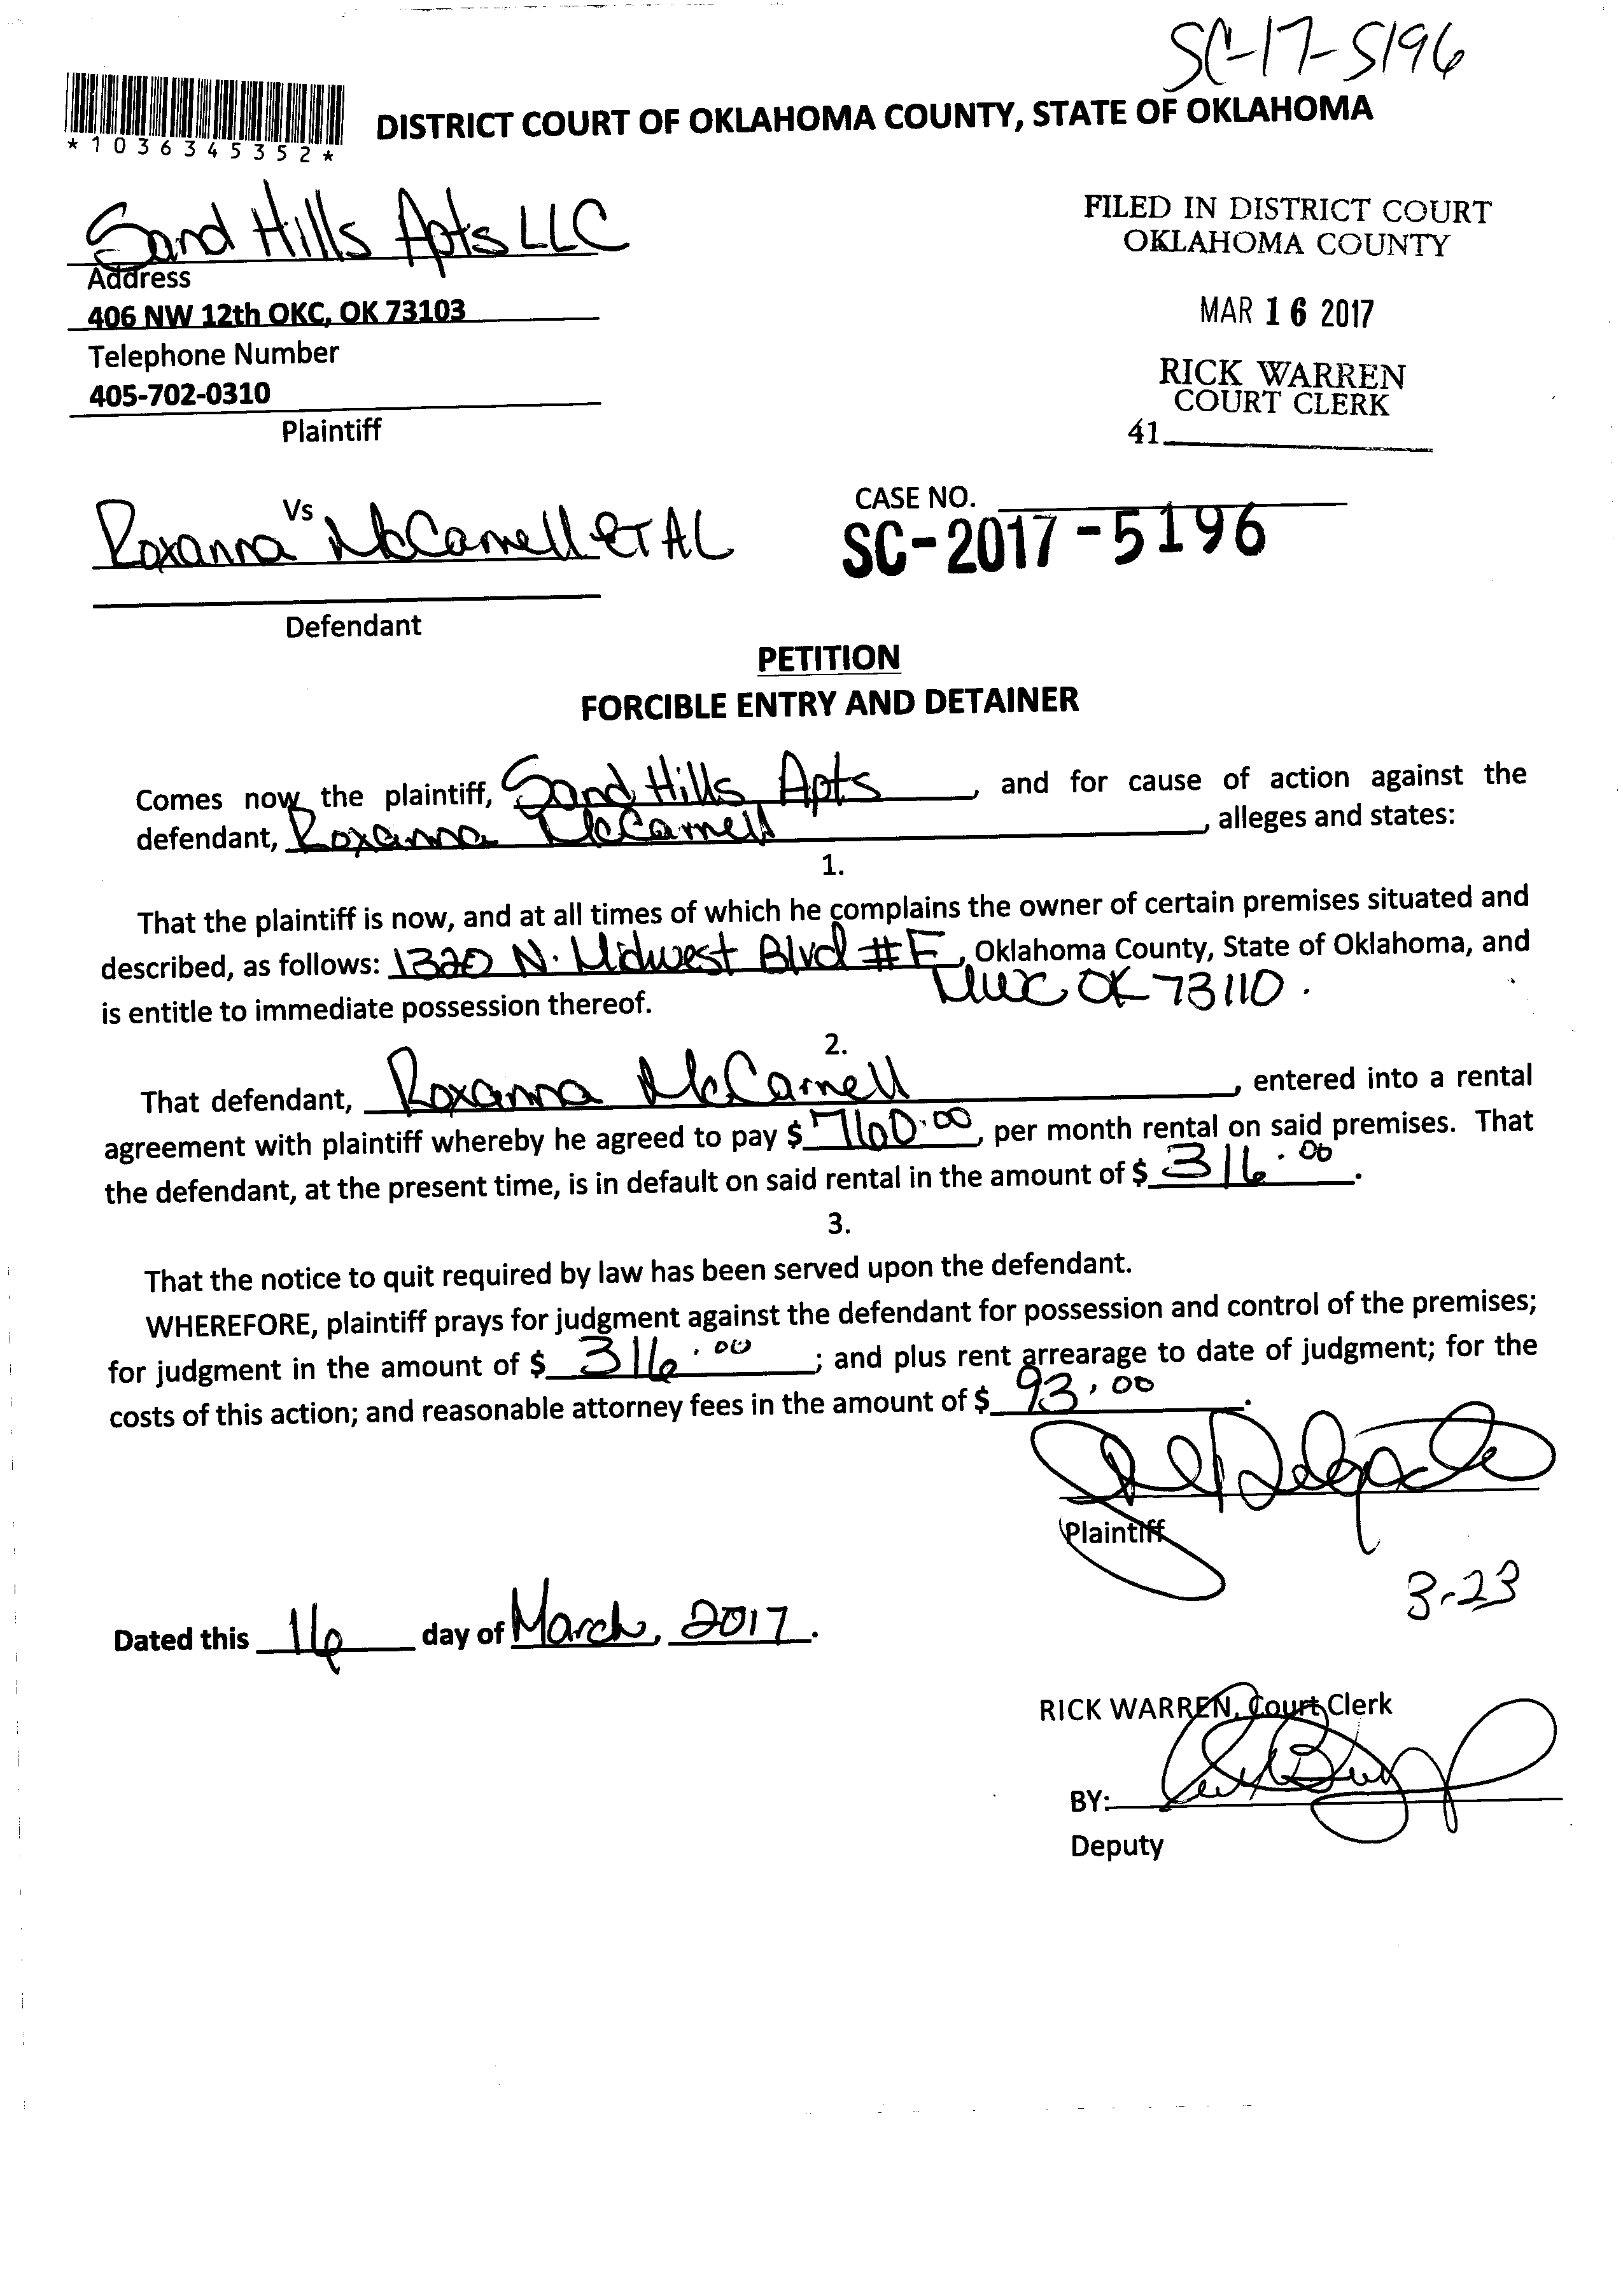 SC-17-5196
*1036345352*
DISTRICT COURT OF OKLAHOMA COUNTY, STATE OF OKLAHOMA
Sand Hills Apts LLC
Address
406 NW 12th OKC, OK 73103
Telephone Number
405-702-0310
Plaintiff
FILED IN DISTRICT COURT
OKLAHOMA COUNTY
MAR 16 2017
RICK WARREN
COURT CLERK
41
Vs
Roxanna McCarnell ET AL
Defendant
CASE NO.
SC-2017-5196
PETITION
FORCIBLE ENTRY AND DETAINER
Comes now the plaintiff, Sand Hills Apts, and for cause of action against the
defendant, Roxanna McCarnell, alleges and states:
1.
That the plaintiff is now, and at all times of which he complains the owner of certain premises situated and
described, as follows: 1320 N. Midwest Blvd #F, Oklahoma County, State of Oklahoma, and
MWC OK 73110.
is entitle to immediate possession thereof.
2.
That defendant, Roxanna McCarnell, entered into a rental
agreement with plaintiff whereby he agreed to pay $ 760.00, per month rental on said premises. That
the defendant, at the present time, is in default on said rental in the amount of $ 316.00.
3.
That the notice to quit required by law has been served upon the defendant.
WHEREFORE, plaintiff prays for judgment against the defendant for possession and control of the premises;
for judgment in the amount of $ 316.00; and plus rent arrearage to date of judgment; for the
costs of this action; and reasonable attorney fees in the amount of $ 93.00.
Delgado
Plaintiff
3-23
Dated this 16 day of March, 2017.
RICK WARREN, Court Clerk
BY:
Deputy